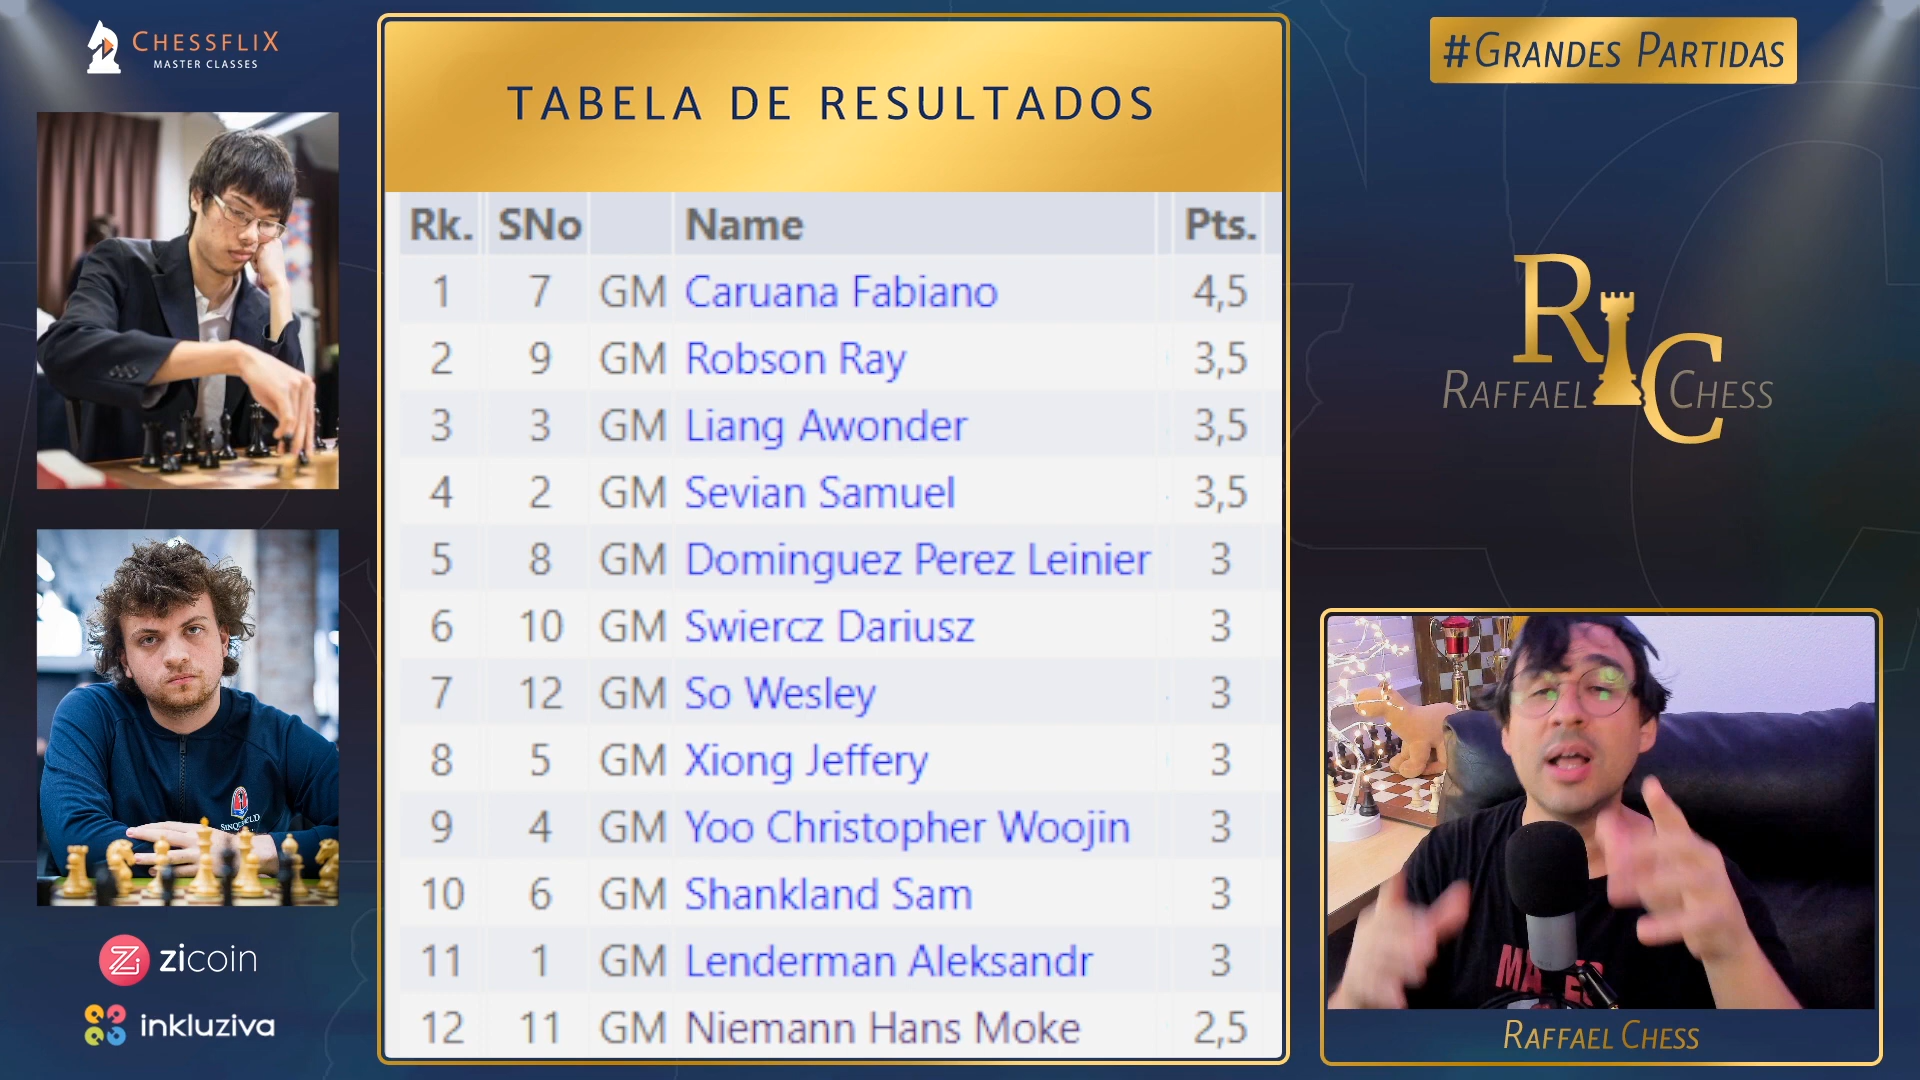 CHESSFLIX
MASTER CLASSES
TABELA DE RESULTADOS
Rk. SNo Name Pts.
1 7 GM Caruana Fabiano 4,5
2 9 GM Robson Ray 3,5
3 3 GM Liang Awonder 3,5
4 2 GM Sevian Samuel 3,5
5 8 GM Dominguez Perez Leinier 3
6 10 GM Swiercz Dariusz 3
7 12 GM So Wesley 3
8 5 GM Xiong Jeffery 3
9 4 GM Yoo Christopher Woojin 3
10 6 GM Shankland Sam 3
11 1 GM Lenderman Aleksandr 3
12 11 GM Niemann Hans Moke 2,5
zicoin
inkluziva
#GRANDES PARTIDAS
R C
RAFFAEL CHESS
RAFFAEL CHESS